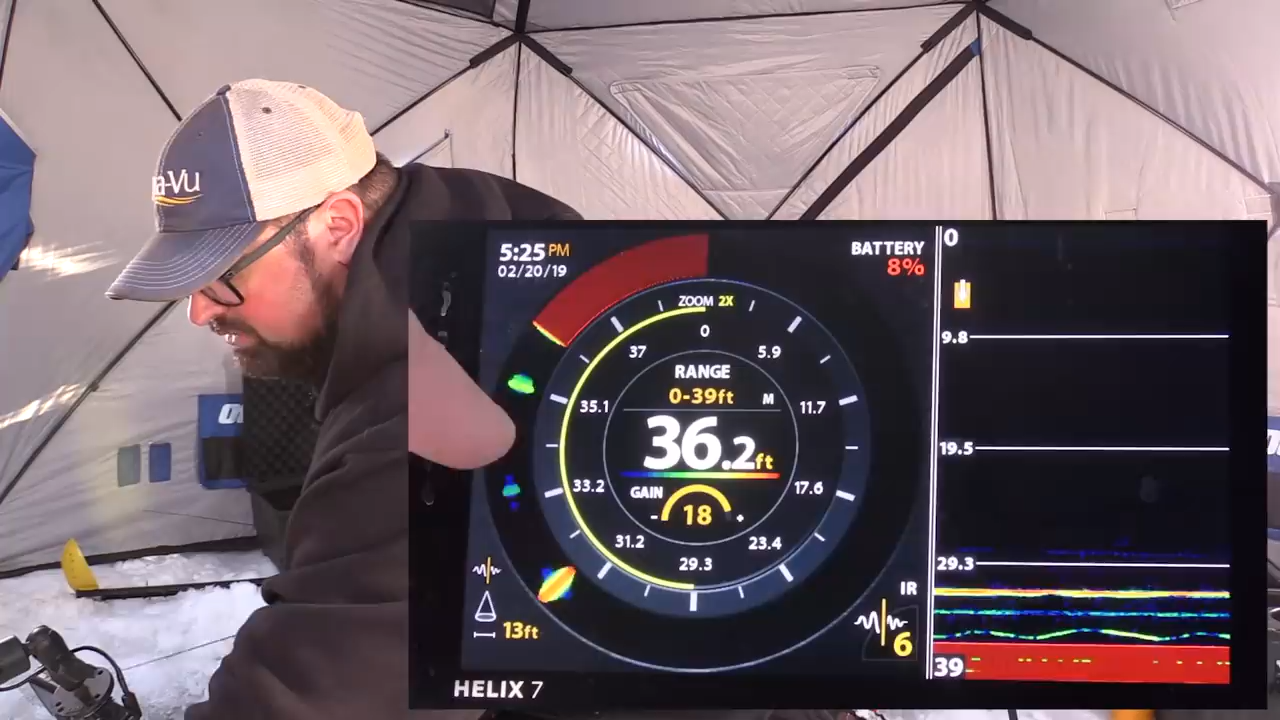 a-Vu
5:25 PM
02/20/19
BATTERY
8%
ZOOM 2X
0
5.9
11.7
17.6
23.4
29.3
31.2
33.2
35.1
37
RANGE
0-39ft M
36.2ft
GAIN
- 18 +
13ft
IR
6
HELIX 7
0
9.8
19.5
29.3
39